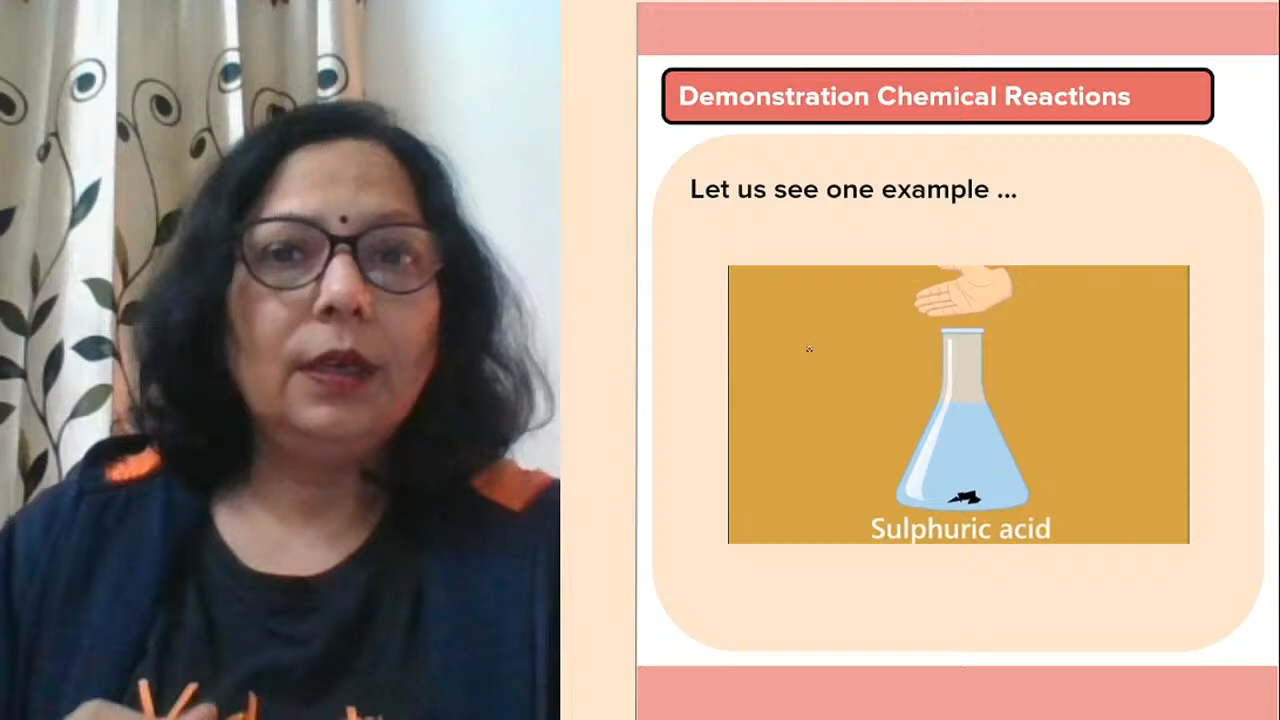 Demonstration Chemical Reactions
Let us see one example ...
Sulphuric acid